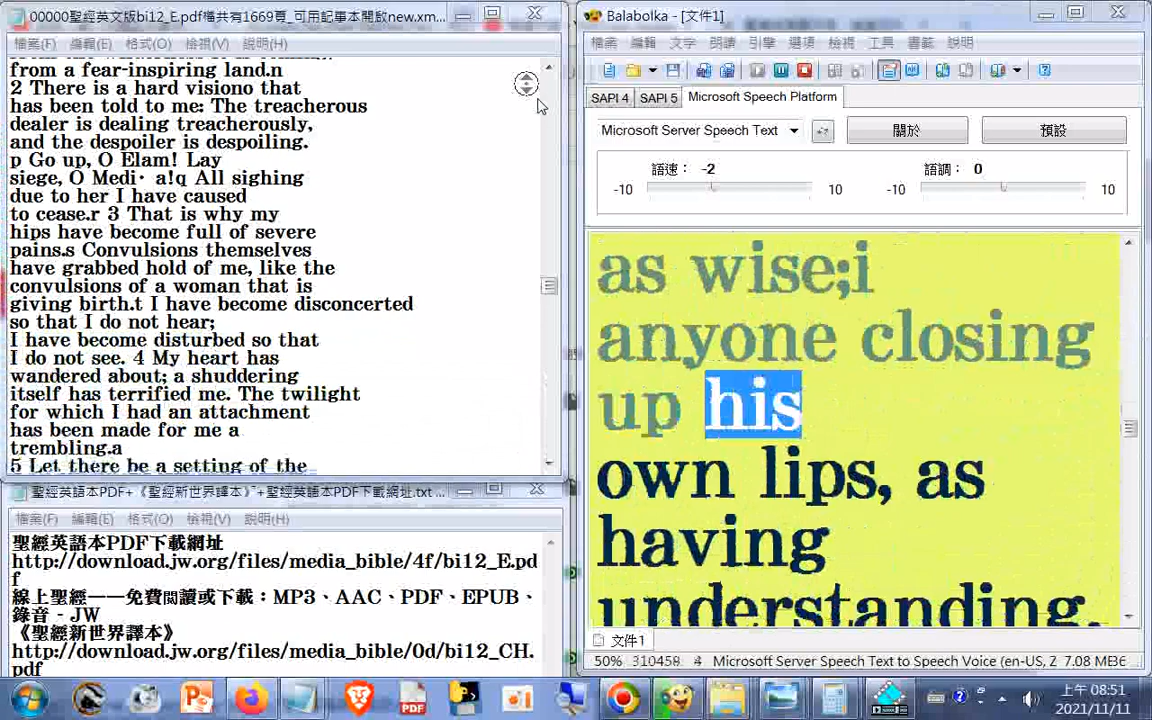 00000聖經英文版bi12_E.pdf檔共有1669頁_可用記事本開啟new.xm...
檔案(F) 編輯(E) 格式(O) 檢視(V) 說明(H)
from a fear-inspiring land.n
2 There is a hard visiono that
has been told to me: The treacherous
dealer is dealing treacherously,
and the despoiler is despoiling.
p Go up, O Elam! Lay
siege, O Medi· a!q All sighing
due to her I have caused
to cease.r 3 That is why my
hips have become full of severe
pains.s Convulsions themselves
have grabbed hold of me, like the
convulsions of a woman that is
giving birth.t I have become disconcerted
so that I do not hear;
I have become disturbed so that
I do not see. 4 My heart has
wandered about; a shuddering
itself has terrified me. The twilight
for which I had an attachment
has been made for me a
trembling.a
5 Let there be a setting of the
聖經英語本PDF+《聖經新世界譯本》"+聖經英語本PDF下載網址.txt ...
檔案(F) 編輯(E) 格式(O) 檢視(V) 說明(H)
聖經英語本PDF下載網址
http://download.jw.org/files/media_bible/4f/bi12_E.pd
f
線上聖經——免費閱讀或下載：MP3、AAC、PDF、EPUB、
錄音 - JW
《聖經新世界譯本》
http://download.jw.org/files/media_bible/0d/bi12_CH.
pdf
Balabolka - [文件1]
檔案 編輯 文字 朗讀 引擎 選項 檢視 工具 書籤 說明
SAPI 4 SAPI 5 Microsoft Speech Platform
Microsoft Server Speech Text 關於 預設
語速： -2 語調： 0
-10 10 -10 10
as wise;i
anyone closing
up his
own lips, as
having
understanding.
文件1
50% 310458 4 Microsoft Server Speech Text to Speech Voice (en-US, Z 7.08 MB
上午 08:51
2021/11/11